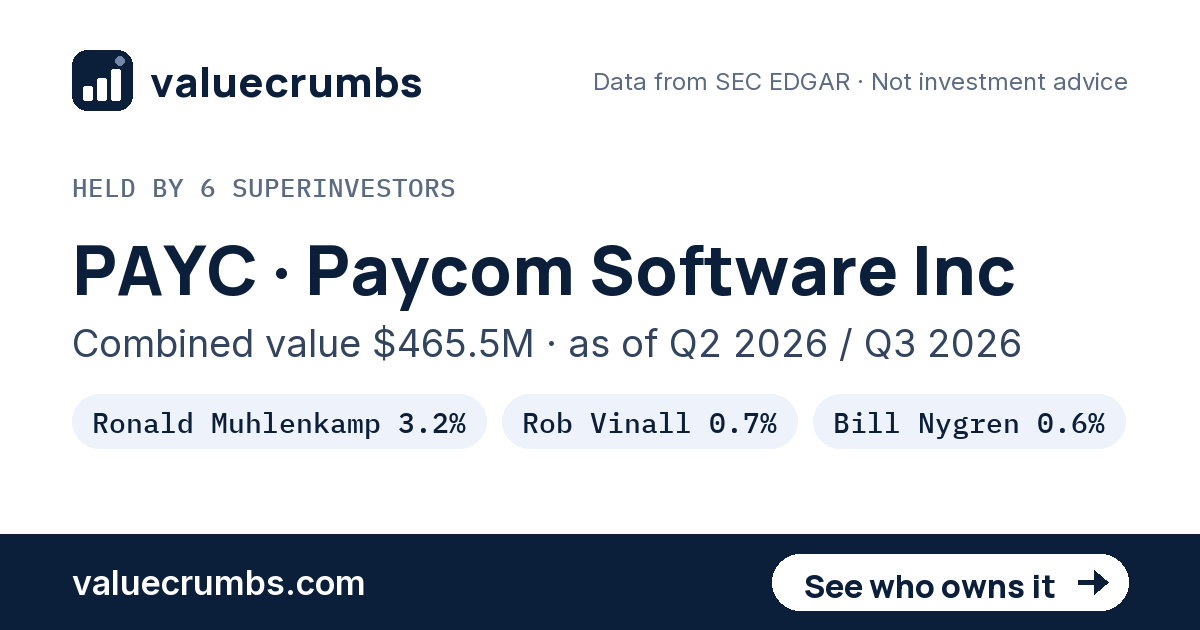 valuecrumbs
Data from SEC EDGAR · Not investment advice
HELD BY 6 SUPERINVESTORS
PAYC · Paycom Software Inc
Combined value $465.5M · as of Q2 2026 / Q3 2026
Ronald Muhlenkamp 3.2%
Rob Vinall 0.7%
Bill Nygren 0.6%
valuecrumbs.com
See who owns it →